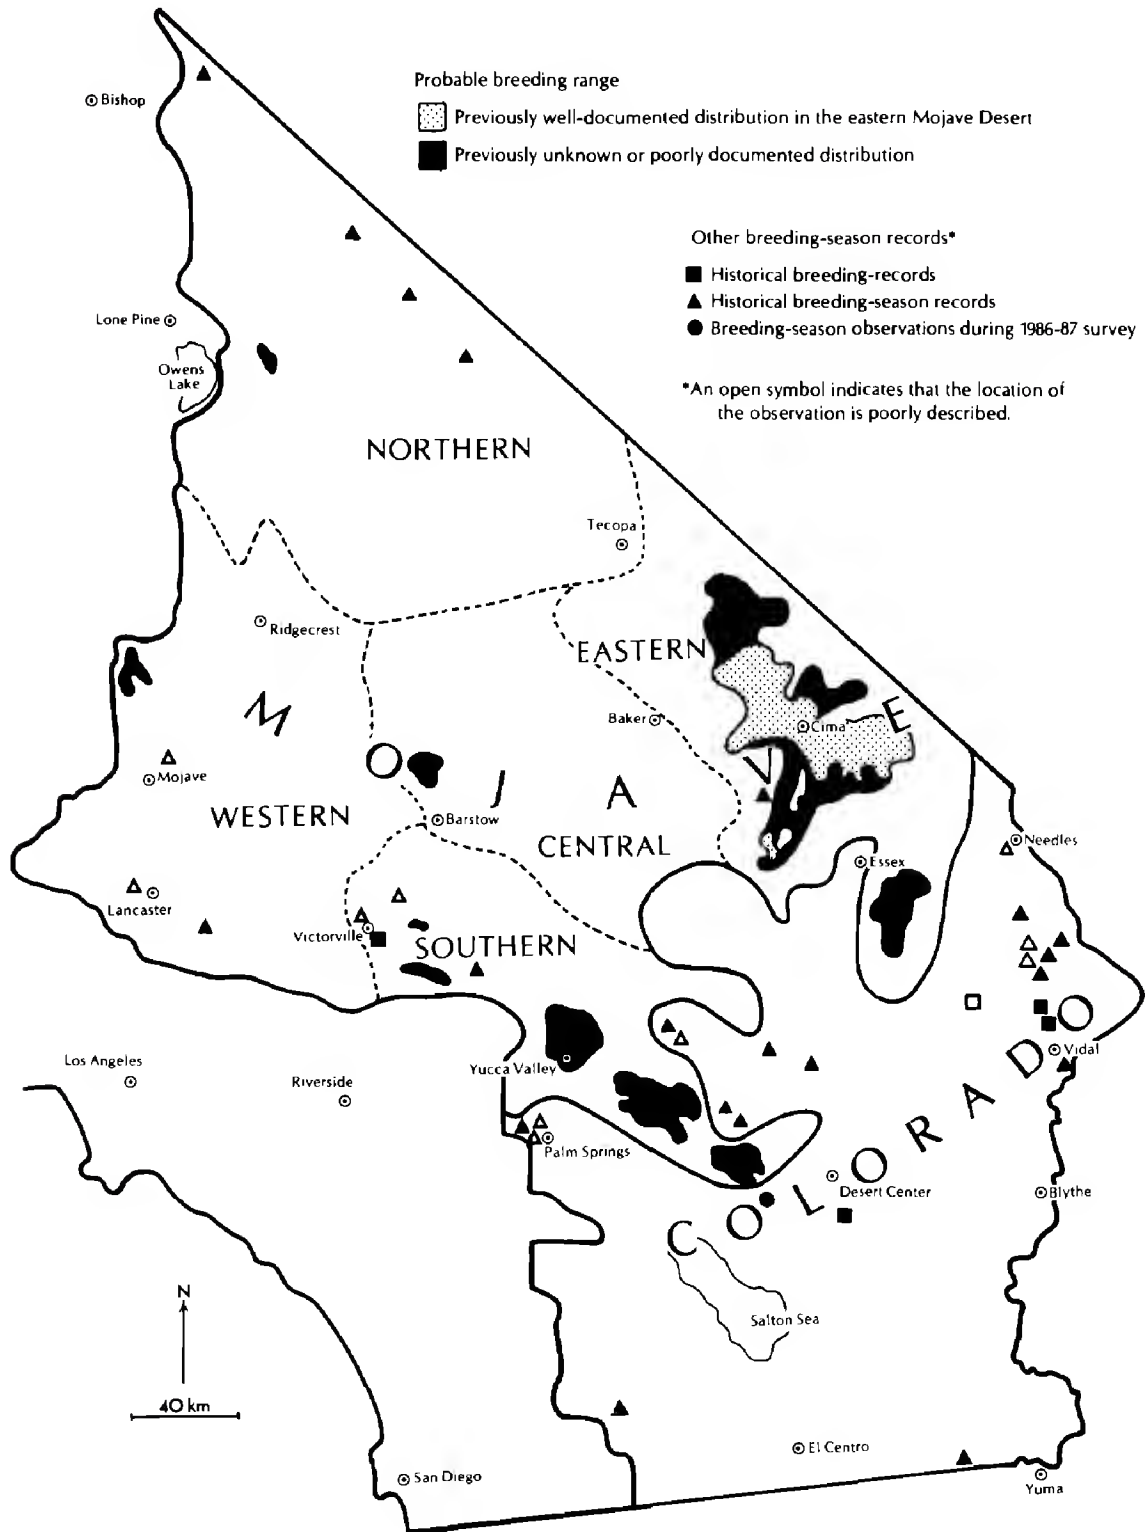 Probable breeding range
Bishop
Previously well-documented distribution in the eastern Mojave Desert
Previously unknown or poorly documented distribution
Other breeding-season records*
Historical breeding-records
Historical breeding-season records
Breeding-season observations during 1986-87 survey
Lone Pine
Owens
Lake
*An open symbol indicates that the location of
the observation is poorly described.
NORTHERN
Tecopa
Ridgecrest
EASTERN
MOJAVE
Baker
Cima
Mojave
WESTERN
Barstow
CENTRAL
Needles
Essex
Lancaster
Victorville
SOUTHERN
Los Angeles
Riverside
Yucca Valley
Vidal
Palm Springs
COLORADO
Desert Center
Blythe
N
Salton Sea
40 km
El Centro
San Diego
Yuma